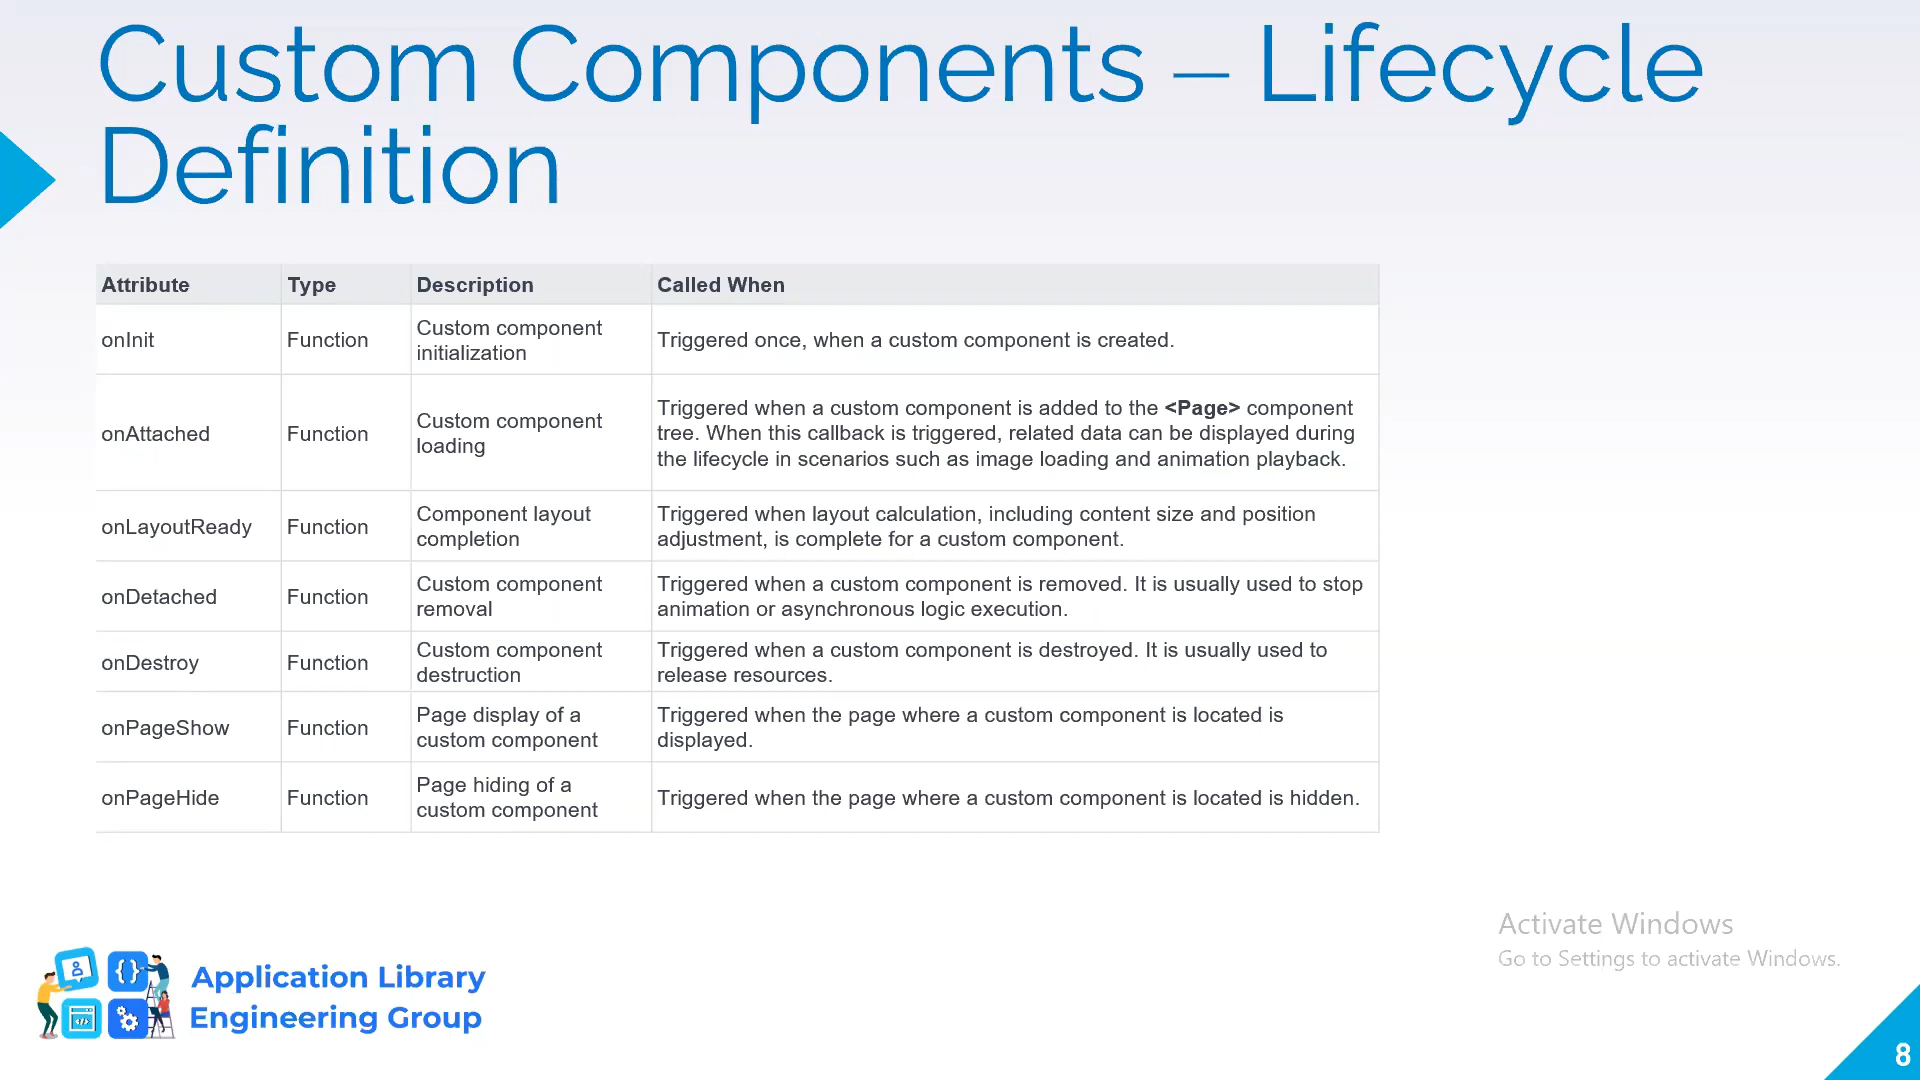 Custom Components – Lifecycle
Definition
Attribute Type Description Called When
onInit Function Custom component
initialization Triggered once, when a custom component is created.
onAttached Function Custom component
loading Triggered when a custom component is added to the <Page> component
tree. When this callback is triggered, related data can be displayed during
the lifecycle in scenarios such as image loading and animation playback.
onLayoutReady Function Component layout
completion Triggered when layout calculation, including content size and position
adjustment, is complete for a custom component.
onDetached Function Custom component
removal Triggered when a custom component is removed. It is usually used to stop
animation or asynchronous logic execution.
onDestroy Function Custom component
destruction Triggered when a custom component is destroyed. It is usually used to
release resources.
onPageShow Function Page display of a
custom component Triggered when the page where a custom component is located is
displayed.
onPageHide Function Page hiding of a
custom component Triggered when the page where a custom component is located is hidden.
Activate Windows
Go to Settings to activate Windows.
Application Library
Engineering Group
8